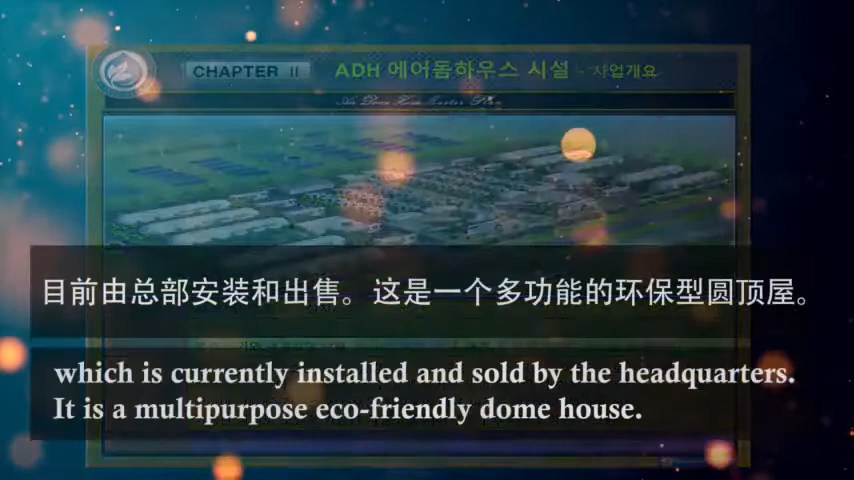 CHAPTER II
ADH 에어돔하우스 시설 - 사업개요
目前由总部安装和出售。这是一个多功能的环保型圆顶屋。
which is currently installed and sold by the headquarters.
It is a multipurpose eco-friendly dome house.